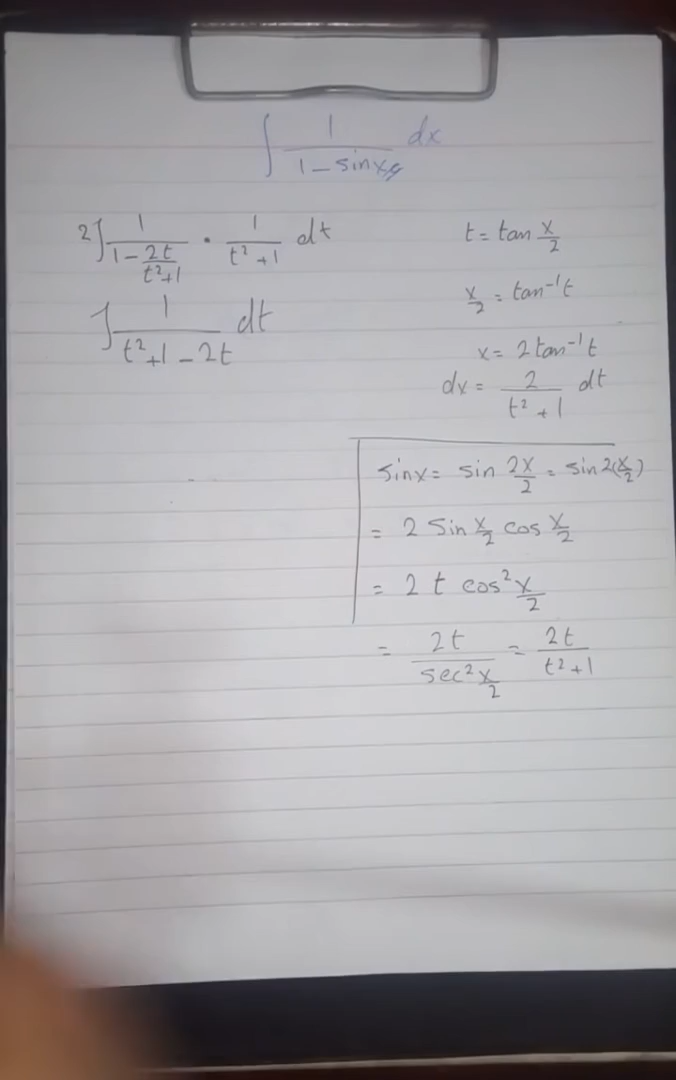 ∫ 1/(1 - sinx) dx
2∫ 1/(1 - 2t/(t²+1)) · 1/(t²+1) dt
t = tan x/2
x/2 = tan⁻¹t
∫ 1/(t²+1 - 2t) dt
x = 2tan⁻¹t
dx = 2/(t²+1) dt
sinx = sin 2x/2 = sin2(x/2)
= 2 sin x/2 cos x/2
= 2 t cos² x/2
= 2t/(sec² x/2) = 2t/(t²+1)